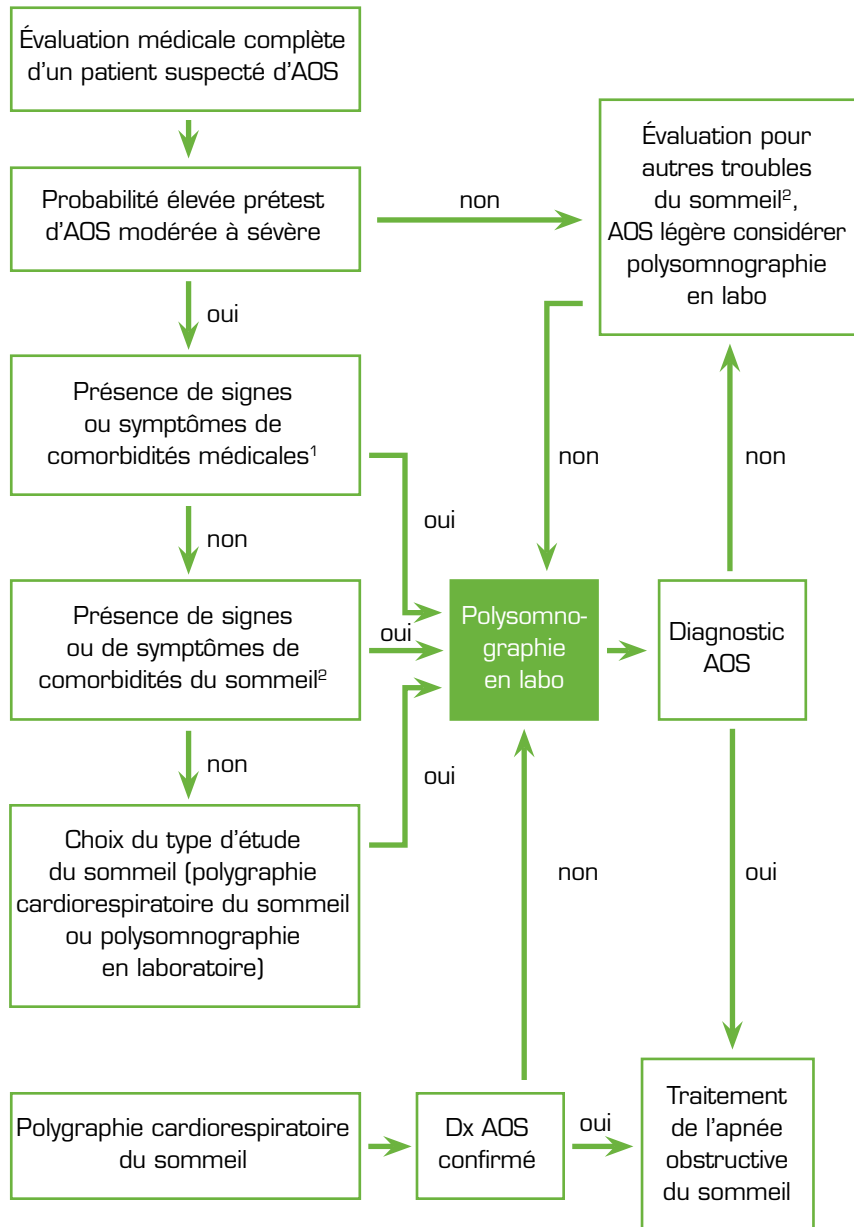 Évaluation médicale complète
d'un patient suspecté d'AOS
Probabilité élevée prétest
d'AOS modérée à sévère
non
Évaluation pour
autres troubles
du sommeil²,
AOS légère considérer
polysomnographie
en labo
oui
Présence de signes
ou symptômes de
comorbidités médicales¹
oui
non
non
non
Présence de signes
ou de symptômes de
comorbidités du sommeil²
oui
Polysomno-
graphie
en labo
Diagnostic
AOS
non
oui
Choix du type d'étude
du sommeil (polygraphie
cardiorespiratoire du sommeil
ou polysomnographie
en laboratoire)
non
oui
Polygraphie cardiorespiratoire
du sommeil
Dx AOS
confirmé
oui
Traitement
de l'apnée
obstructive
du sommeil